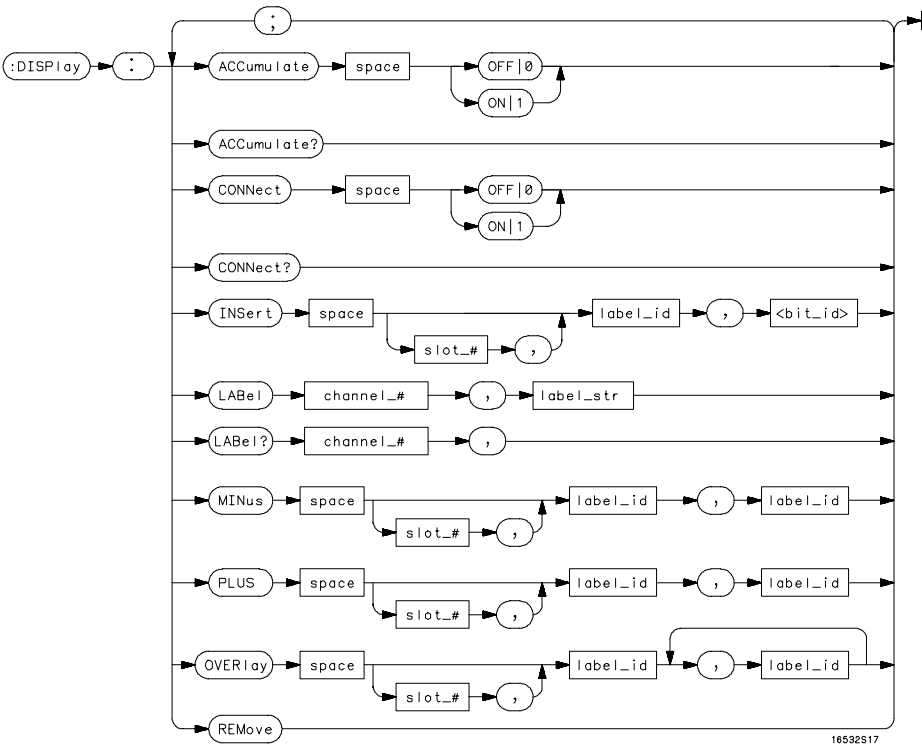 ;
:DISPlay : ACCumulate space OFF|0
ON|1
ACCumulate?
CONNect space OFF|0
ON|1
CONNect?
INSert space label_id , <bit_id>
slot_# ,
LABel channel_# , label_str
LABel? channel_# ,
MINus space label_id , label_id
slot_# ,
PLUS space label_id , label_id
slot_# ,
OVERlay space label_id , label_id
slot_# ,
REMove
16532S17